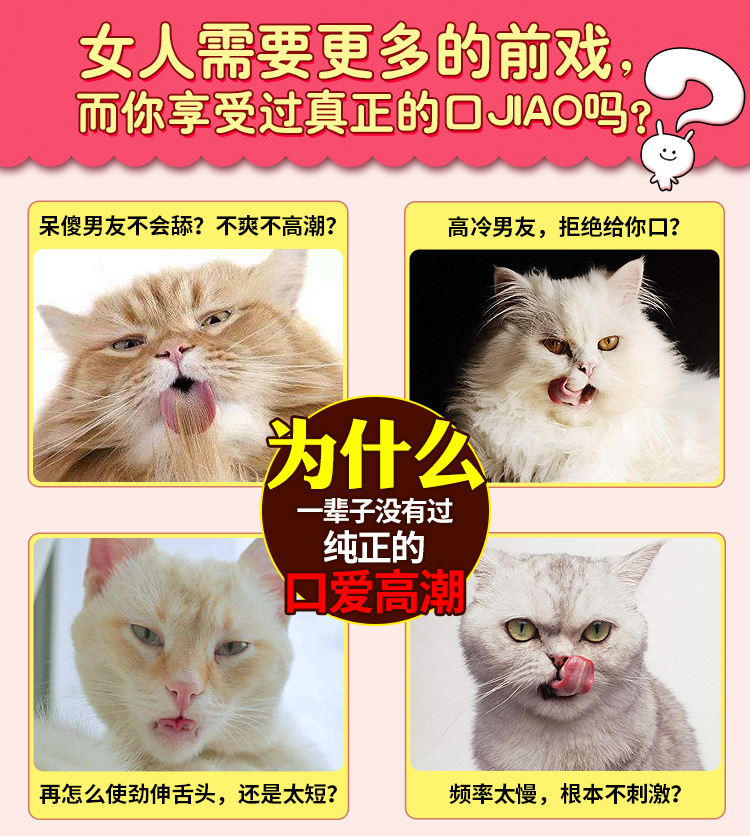 女人需要更多的前戏，
而你享受过真正的口JIAO吗？
呆傻男友不会舔？不爽不高潮？
高冷男友，拒绝给你口？
为什么
一辈子没有过
纯正的
口爱高潮
再怎么使劲伸舌头，还是太短？
频率太慢，根本不刺激？